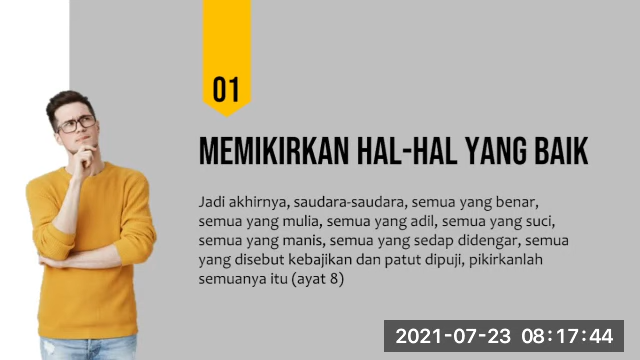 01
MEMIKIRKAN HAL-HAL YANG BAIK
Jadi akhirnya, saudara-saudara, semua yang benar,
semua yang mulia, semua yang adil, semua yang suci,
semua yang manis, semua yang sedap didengar, semua
yang disebut kebajikan dan patut dipuji, pikirkanlah
semuanya itu (ayat 8)
2021-07-23 08:17:44